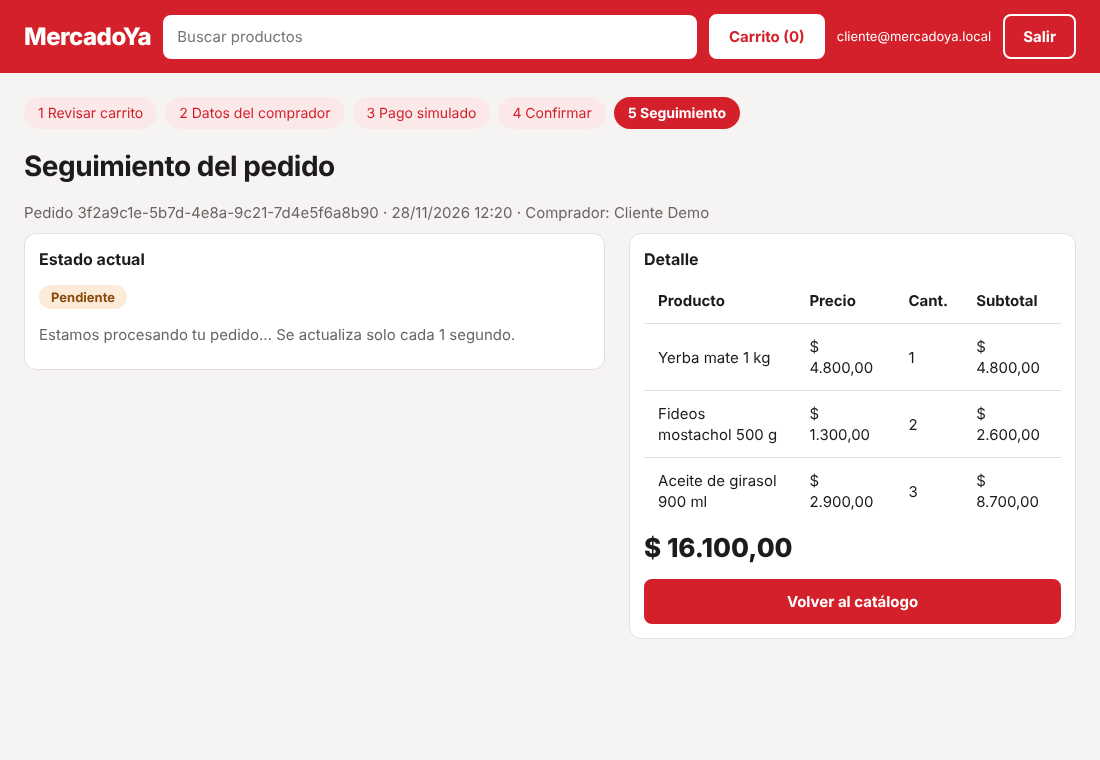 MercadoYa
Buscar productos
Carrito (0)
cliente@mercadoya.local
Salir
1 Revisar carrito
2 Datos del comprador
3 Pago simulado
4 Confirmar
5 Seguimiento
Seguimiento del pedido
Pedido 3f2a9c1e-5b7d-4e8a-9c21-7d4e5f6a8b90 · 28/11/2026 12:20 · Comprador: Cliente Demo
Estado actual
Pendiente
Estamos procesando tu pedido... Se actualiza solo cada 1 segundo.
Detalle
Producto Precio Cant. Subtotal
Yerba mate 1 kg $ 4.800,00 1 $ 4.800,00
Fideos mostachol 500 g $ 1.300,00 2 $ 2.600,00
Aceite de girasol 900 ml $ 2.900,00 3 $ 8.700,00
$ 16.100,00
Volver al catálogo